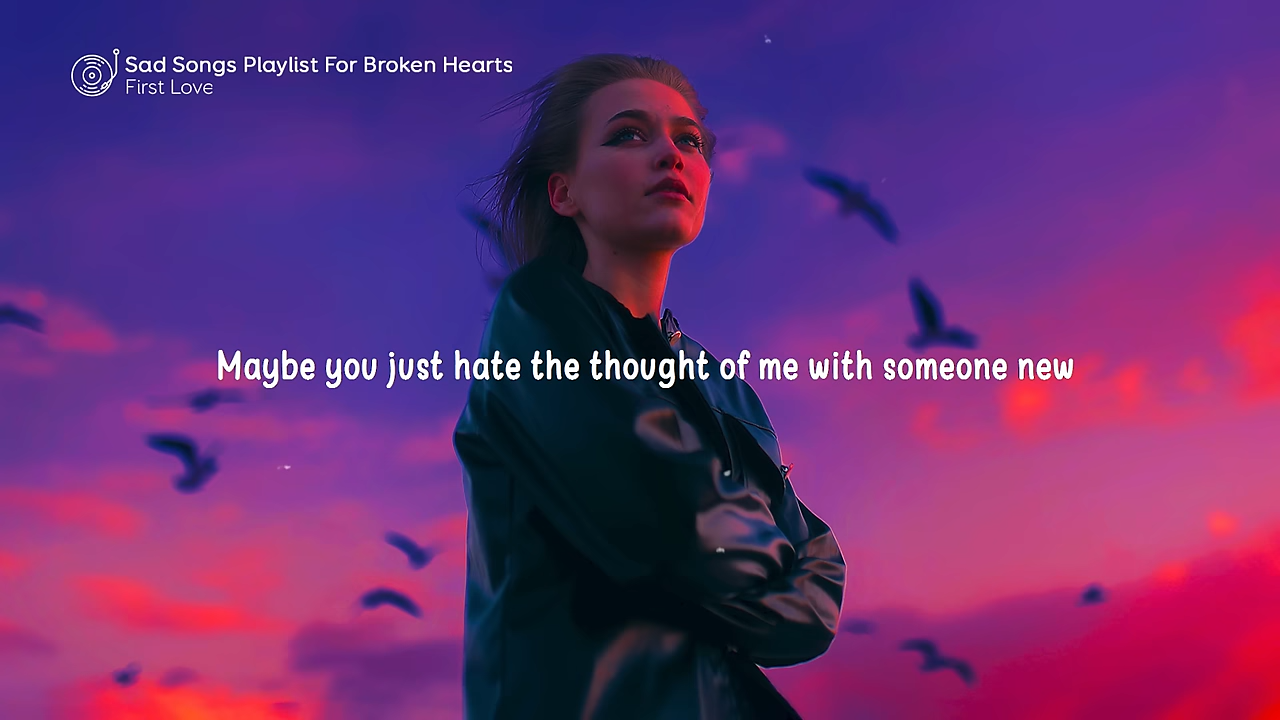 Sad Songs Playlist For Broken Hearts
First Love
Maybe you just hate the thought of me with someone new